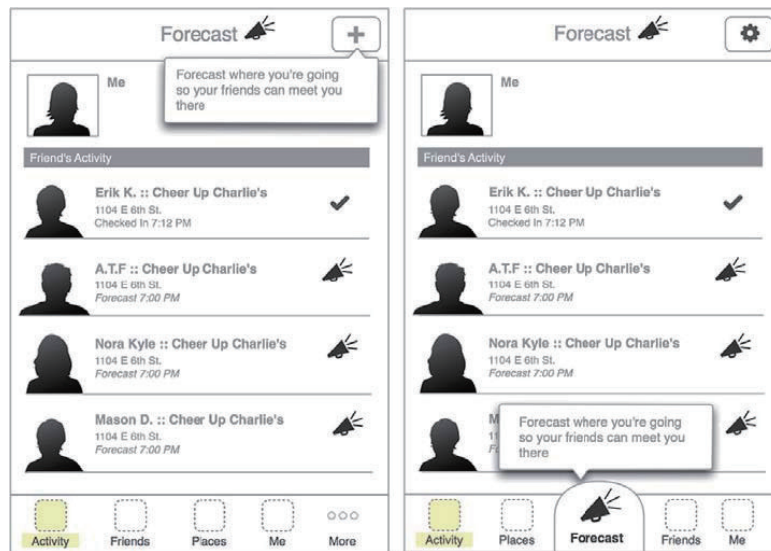 Forecast
+
Forecast where you're going
so your friends can meet you
there
Me
Friend's Activity
Erik K. :: Cheer Up Charlie's
1104 E 6th St.
Checked In 7:12 PM
A.T.F :: Cheer Up Charlie's
1104 E 6th St.
Forecast 7:00 PM
Nora Kyle :: Cheer Up Charlie's
1104 E 6th St.
Forecast 7:00 PM
Mason D. :: Cheer Up Charlie's
1104 E 6th St.
Forecast 7:00 PM
Activity Friends Places Me More
Forecast
Me
Friend's Activity
Erik K. :: Cheer Up Charlie's
1104 E 6th St.
Checked In 7:12 PM
A.T.F :: Cheer Up Charlie's
1104 E 6th St.
Forecast 7:00 PM
Nora Kyle :: Cheer Up Charlie's
1104 E 6th St.
Forecast 7:00 PM
Forecast where you're going
so your friends can meet you
there
Activity Places Forecast Friends Me